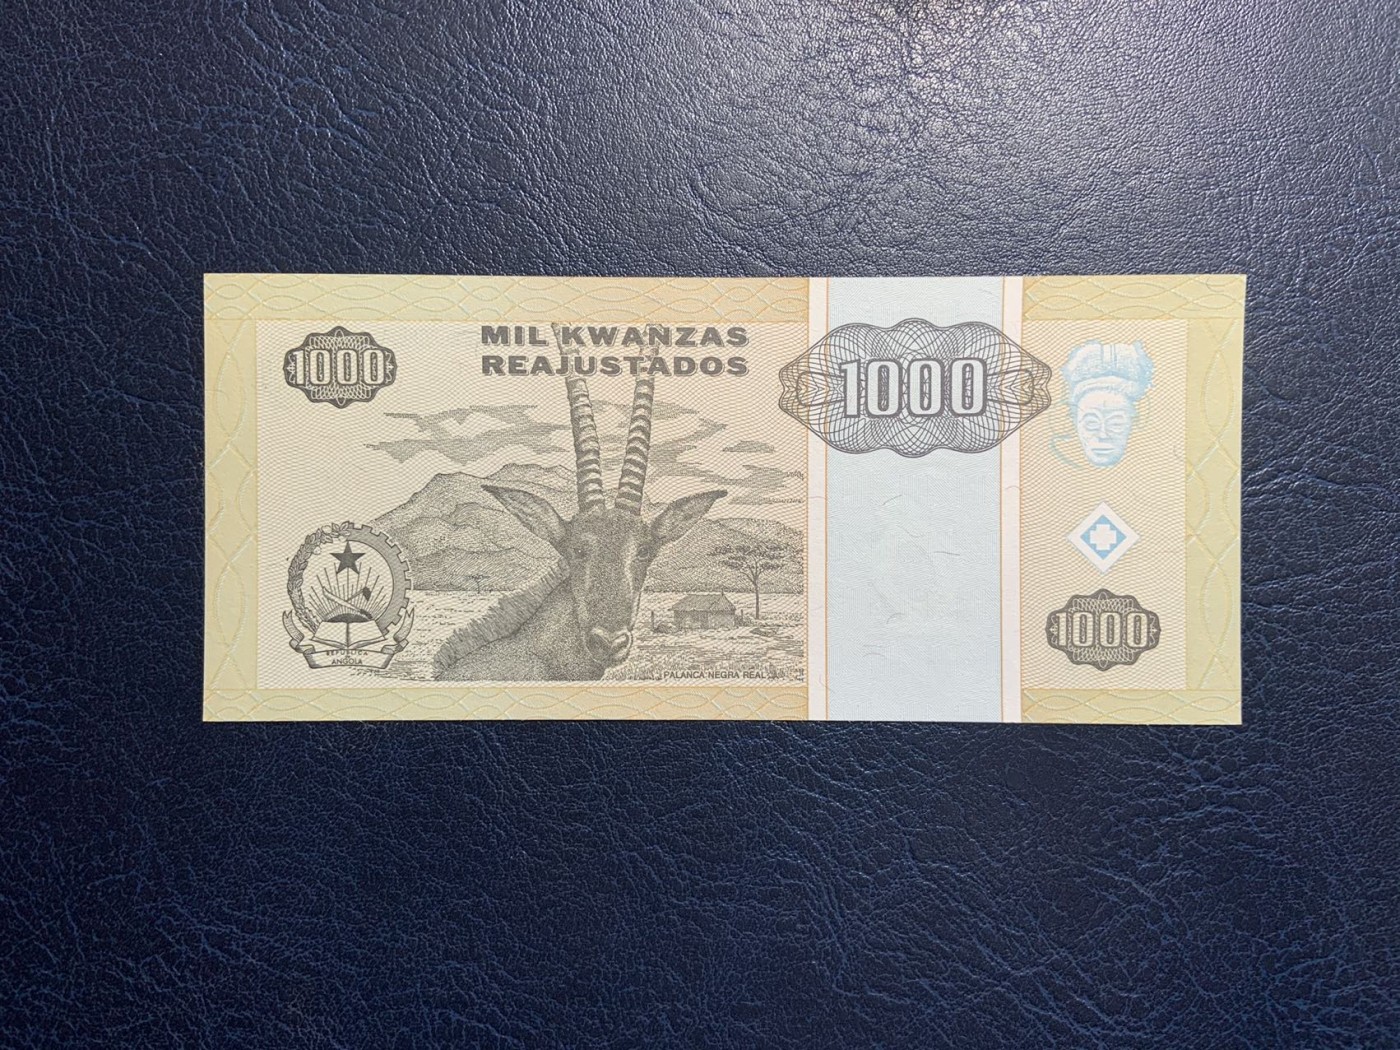 1000
MIL KWANZAS
REAJUSTADOS
1000
REPÚBLICA DE
ANGOLA
PALANCA NEGRA REAL
1000